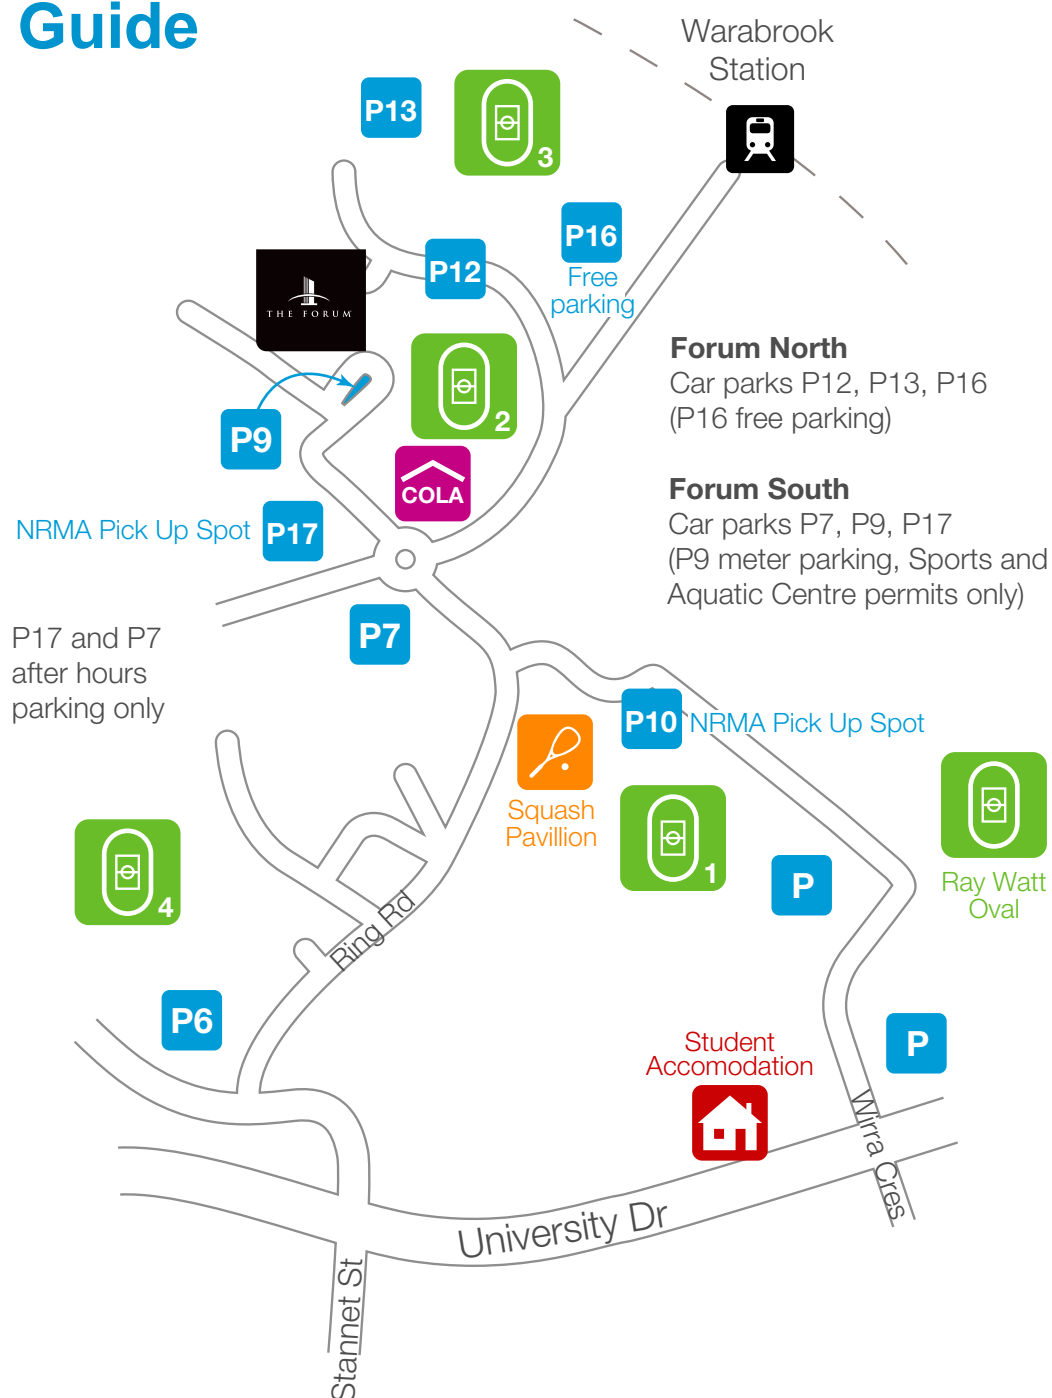 Guide
Warabrook
Station
P13
3
P16
Free
parking
P12
THE FORUM
Forum North
Car parks P12, P13, P16
(P16 free parking)
2
P9
COLA
Forum South
Car parks P7, P9, P17
(P9 meter parking, Sports and
Aquatic Centre permits only)
NRMA Pick Up Spot
P17
P7
P17 and P7
after hours
parking only
P10
NRMA Pick Up Spot
Squash
Pavillion
1
Ray Watt
Oval
P
4
Ring Rd
P6
P
Student
Accomodation
Wirra Cres
University Dr
Stannet St